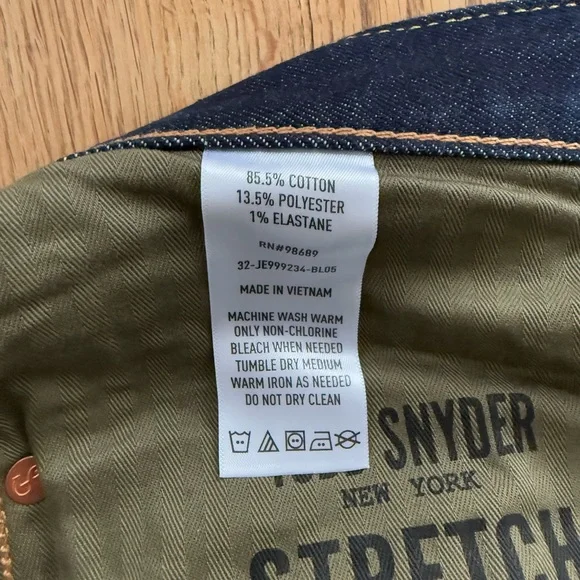 85.5% COTTON
13.5% POLYESTER
1% ELASTANE
RN#98689
32-JE999234-BL05
MADE IN VIETNAM
MACHINE WASH WARM
ONLY NON-CHLORINE
BLEACH WHEN NEEDED
TUMBLE DRY MEDIUM
WARM IRON AS NEEDED
DO NOT DRY CLEAN
SNYDER
NEW YORK
STRETCH